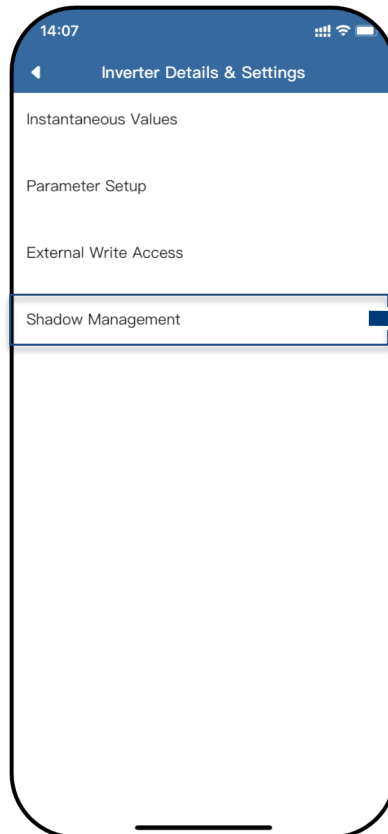 14:07
Inverter Details & Settings
Instantaneous Values
Parameter Setup
External Write Access
Shadow Management